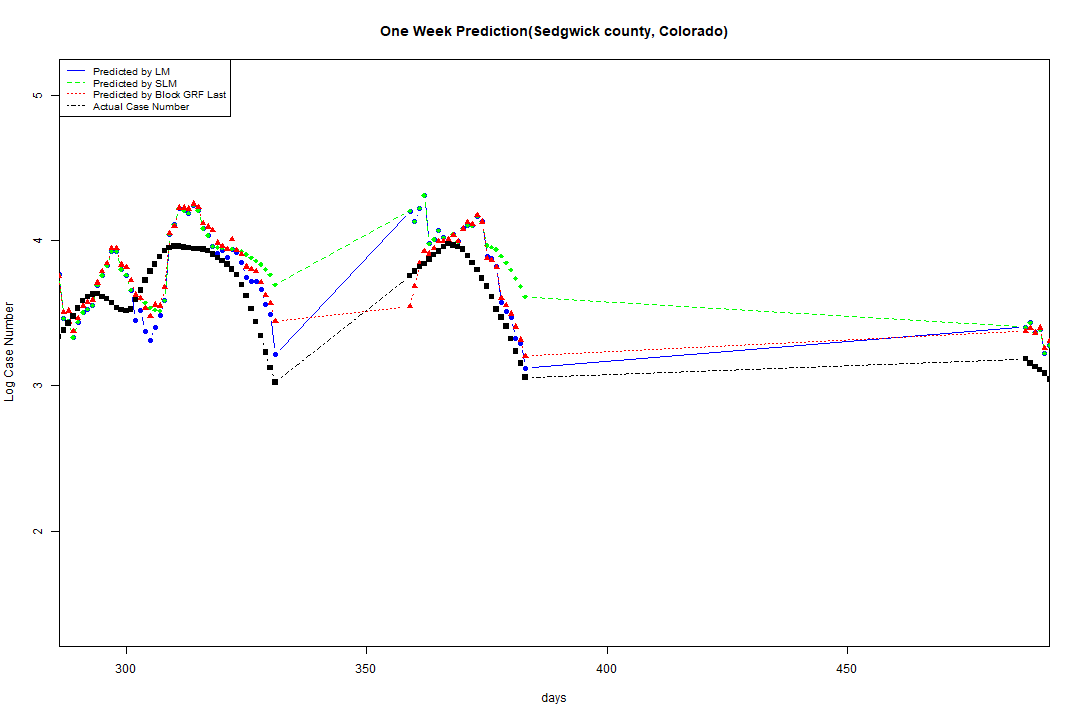 One Week Prediction(Sedgwick county, Colorado)
Predicted by LM
Predicted by SLM
Predicted by Block GRF Last
Actual Case Number
5
4
3
2
Log Case Number
300
350
400
450
days